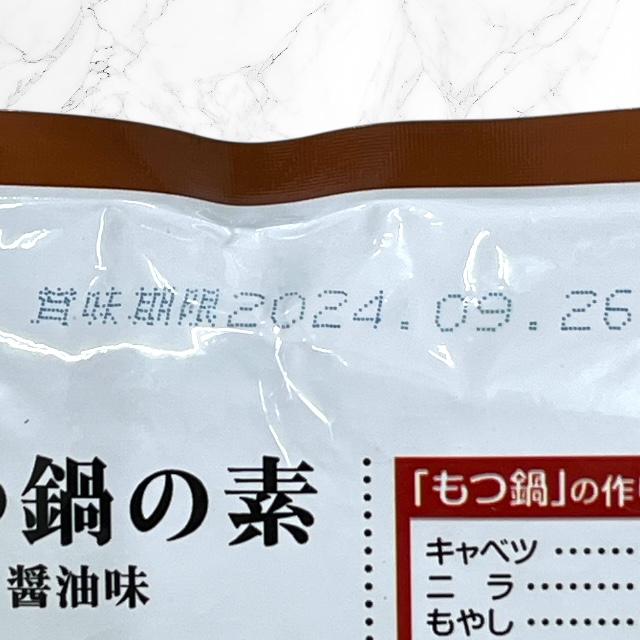 賞味期限2024.09.26
鍋の素
醤油味
「もつ鍋」の作
キャベツ ……
ニラ ……
もやし ……